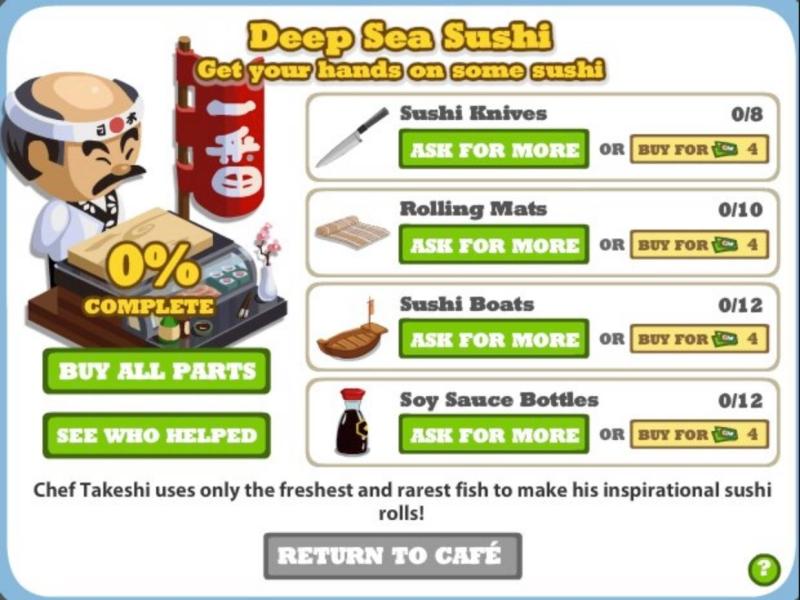 Deep Sea Sushi
Get your hands on some sushi
一番
0%
COMPLETE
BUY ALL PARTS
SEE WHO HELPED
Sushi Knives 0/8
ASK FOR MORE OR BUY FOR 4
Rolling Mats 0/10
ASK FOR MORE OR BUY FOR 4
Sushi Boats 0/12
ASK FOR MORE OR BUY FOR 4
Soy Sauce Bottles 0/12
ASK FOR MORE OR BUY FOR 4
Chef Takeshi uses only the freshest and rarest fish to make his inspirational sushi
rolls!
RETURN TO CAFÉ
?